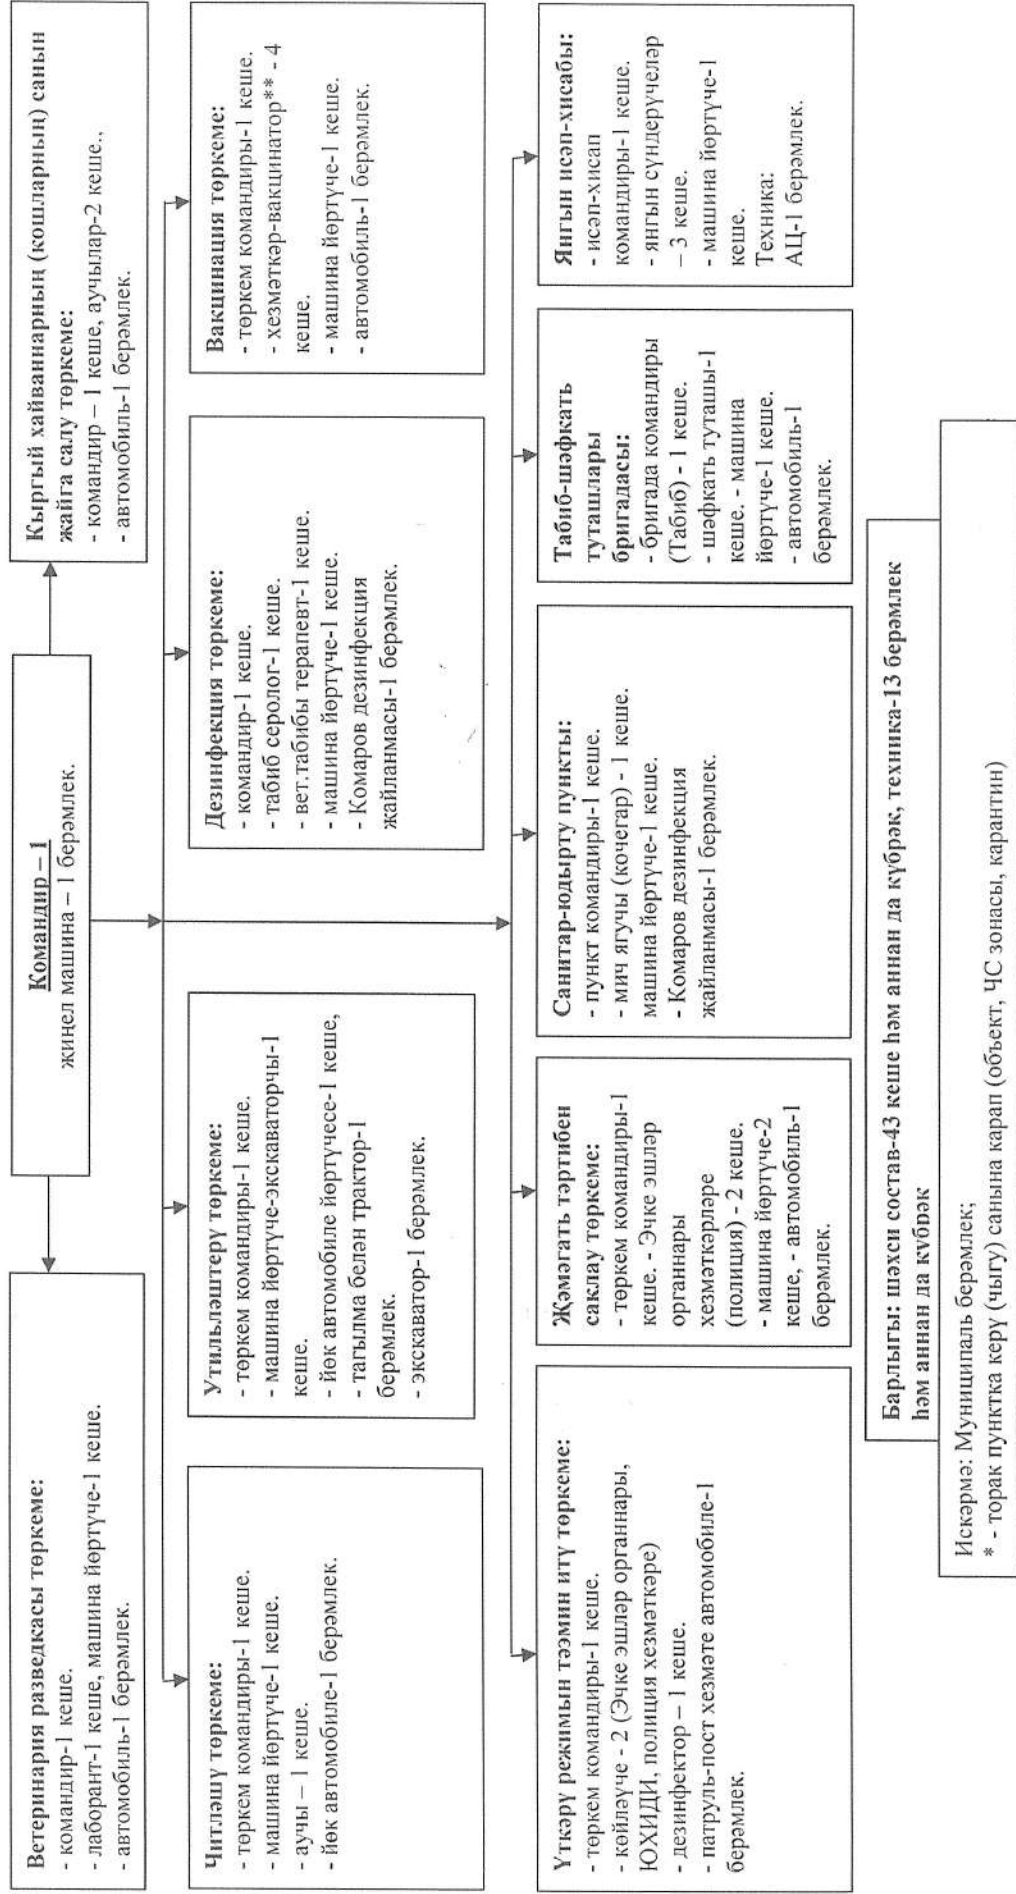 Командир – 1
җиңел машина – 1 берәмлек.
Ветеринария разведкасы төркеме:
- командир-1 кеше.
- лаборант-1 кеше, машина йөртүче-1 кеше.
- автомобиль-1 берәмлек.
Кыргый хайваннарның (кошларның) санын
җайга салу төркеме:
- командир – 1 кеше, аучылар-2 кеше.,
- автомобиль-1 берәмлек.
Читләшү төркеме:
- төркем командиры-1 кеше.
- машина йөртүче-1 кеше.
- аучы – 1 кеше.
- йөк автомобиле-1 берәмлек.
Утильләштерү төркеме:
- төркем командиры-1 кеше.
- машина йөртүче-экскаваторчы-1
кеше.
- йөк автомобиле йөртүчесе-1 кеше,
- тагылма белән трактор-1
берәмлек.
- экскаватор-1 берәмлек.
Дезинфекция төркеме:
- командир-1 кеше.
- табиб серолог-1 кеше.
- вет.табибы терапевт-1 кеше.
- машина йөртүче-1 кеше.
- Комаров дезинфекция
җайланмасы-1 берәмлек.
Вакцинация төркеме:
- төркем командиры-1 кеше.
- хезмәткәр-вакцинатор** - 4
кеше.
- машина йөртүче-1 кеше.
- автомобиль-1 берәмлек.
Үткәрү режимын тәэмин итү төркеме:
- төркем командиры-1 кеше.
- көйләүче - 2 (Эчке эшләр органнары,
ЮХИДИ, полиция хезмәткәре)
- дезинфектор – 1 кеше.
- патруль-пост хезмәте автомобиле-1
берәмлек.
Җәмәгать тәртибен
саклау төркеме:
- төркем командиры-1
кеше. - Эчке эшләр
органнары
хезмәткәрләре
(полиция) - 2 кеше.
- машина йөртүче-2
кеше, - автомобиль-1
берәмлек.
Санитар-юдырту пункты:
- пункт командиры-1 кеше.
- мич ягучы (кочегар) - 1 кеше.
машина йөртүче-1 кеше.
- Комаров дезинфекция
җайланмасы-1 берәмлек.
Табиб-шәфкать
туташлары
бригадасы:
- бригада командиры
(Табиб) - 1 кеше.
- шәфкать туташы-1
кеше. - машина
йөртүче-1 кеше.
- автомобиль-1
берәмлек.
Янгын исәп-хисабы:
- исәп-хисап
командиры-1 кеше.
- янгын сүндерүчеләр
– 3 кеше.
- машина йөртүче-1
кеше.
Техника:
АЦ-1 берәмлек.
Барлыгы: шәхси состав-43 кеше һәм аннан да күбрәк, техника-13 берәмлек
һәм аннан да күбрәк
Искәрмә: Муниципаль берәмлек;
* - торак пунктка керү (чыгу) санына карап (объект, ЧС зонасы, карантин)